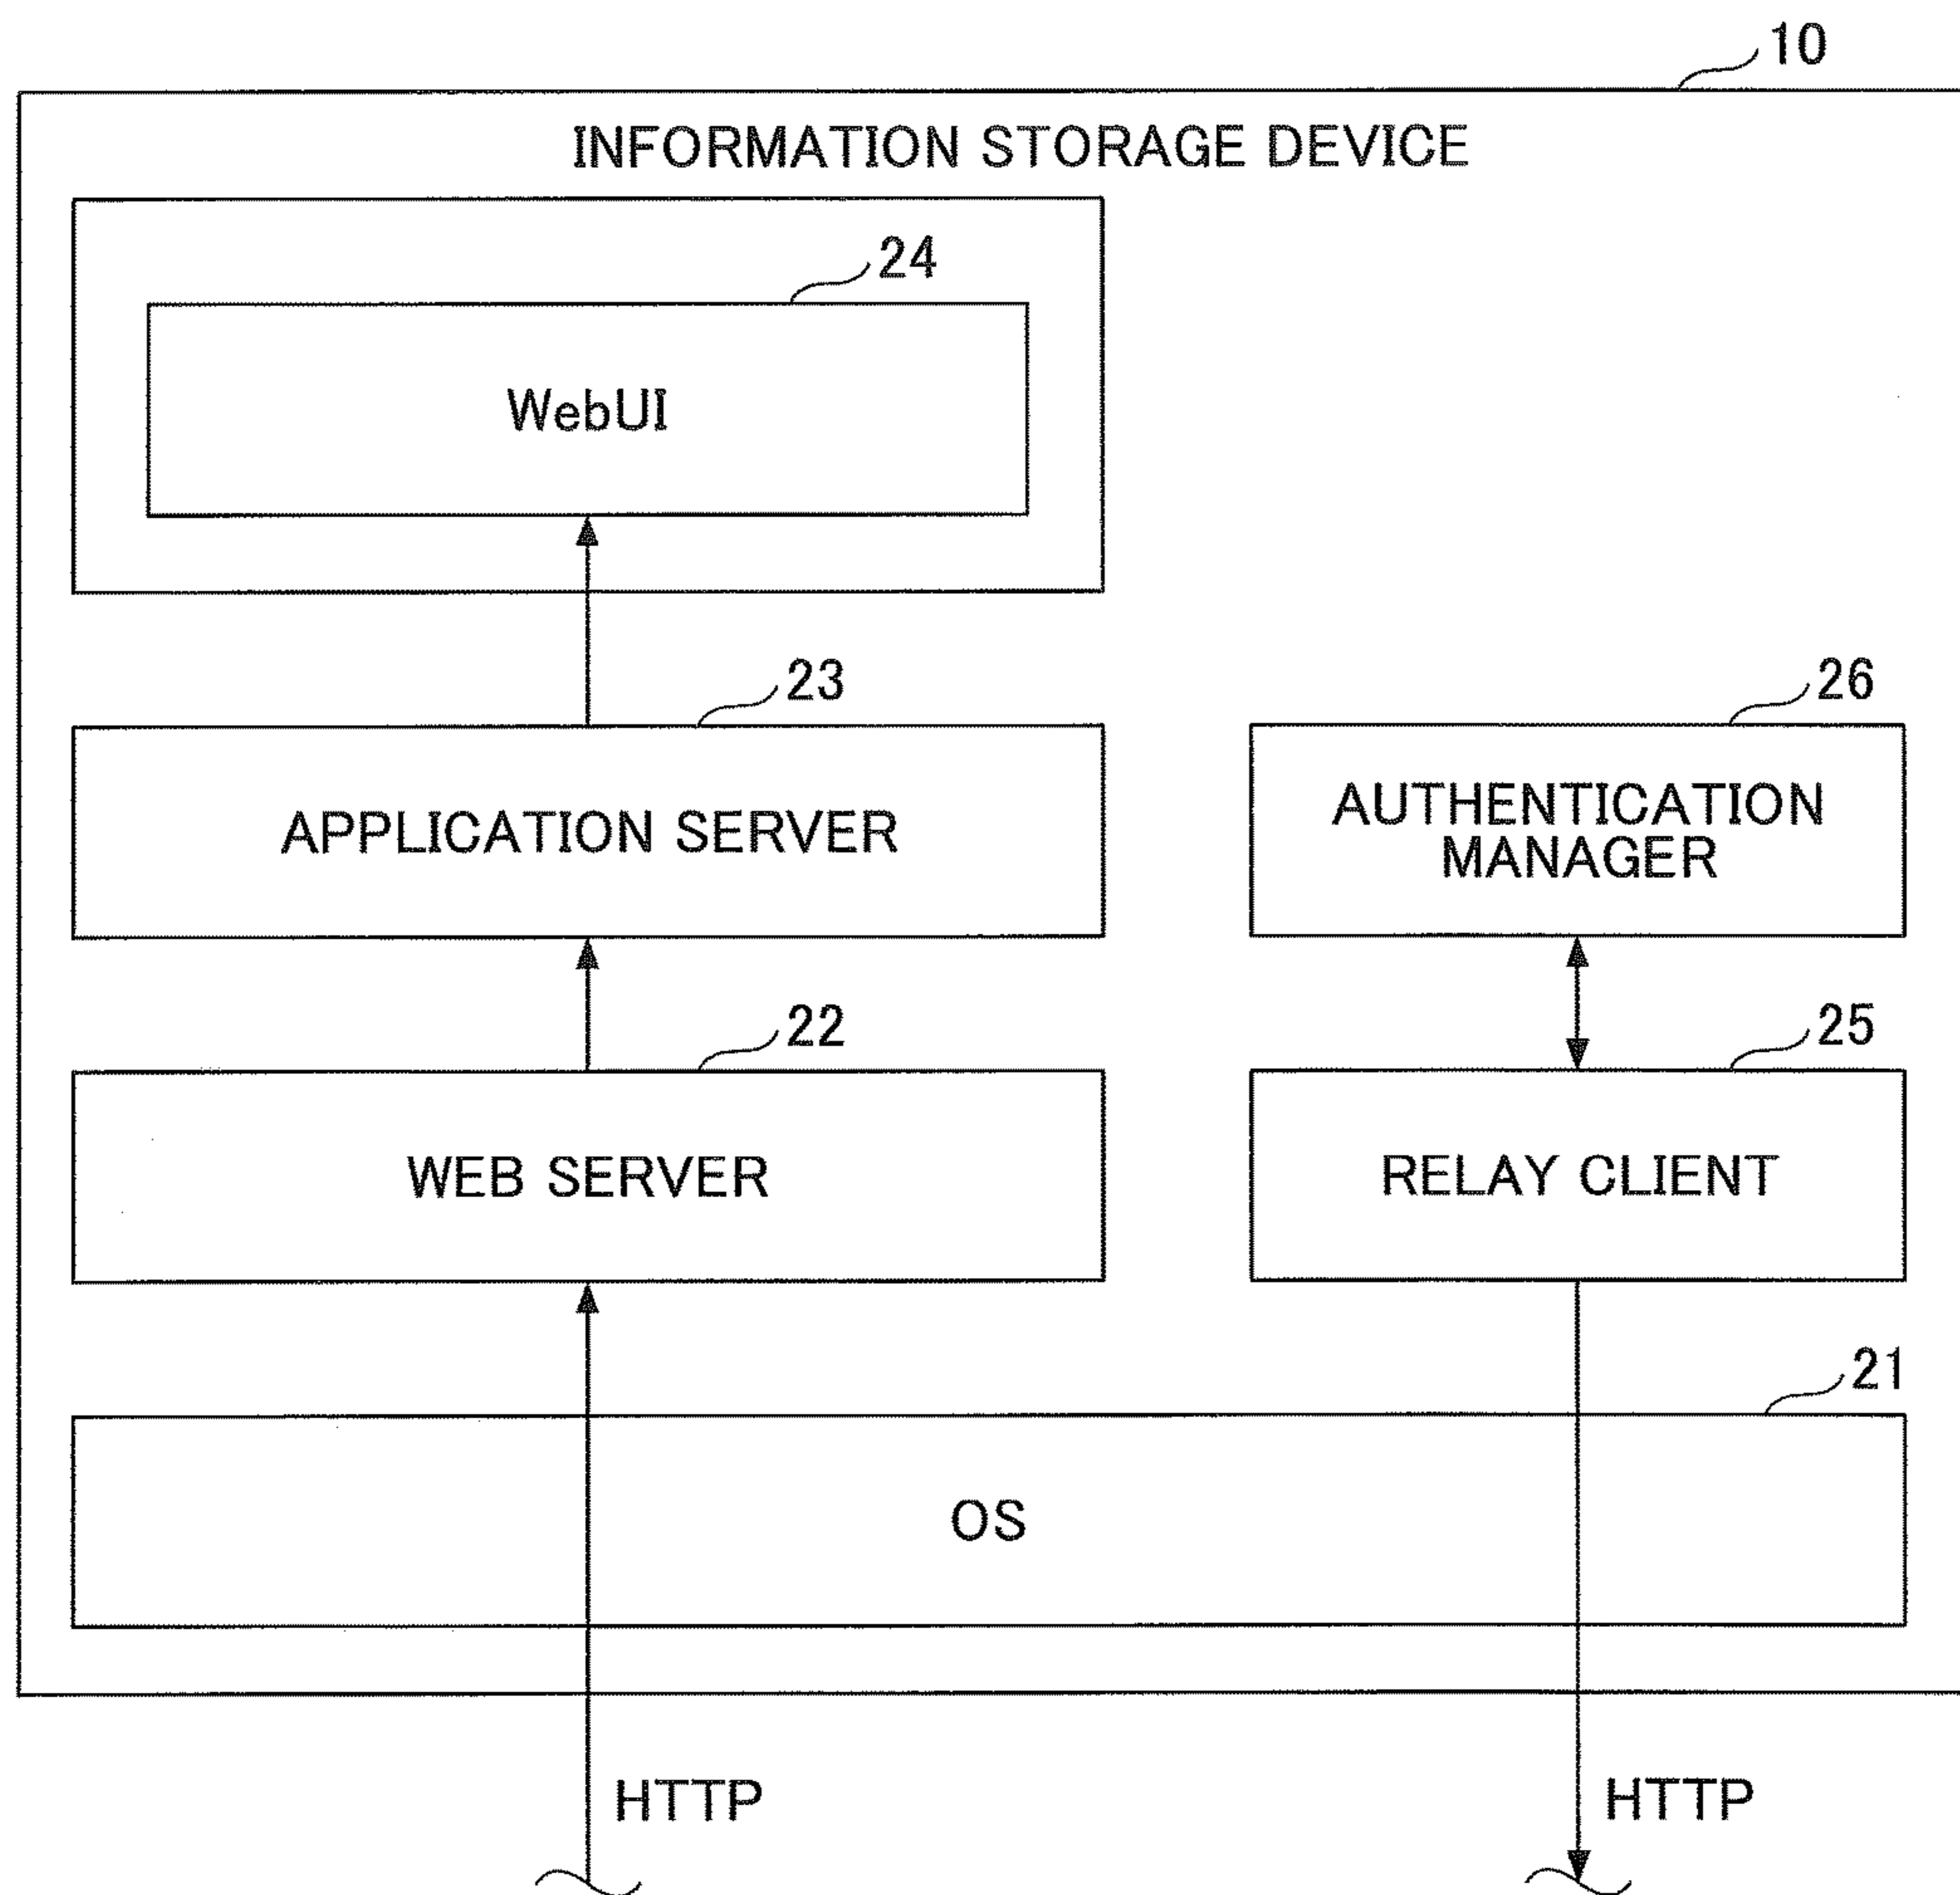 10
INFORMATION STORAGE DEVICE
24
WebUI
23
26
APPLICATION SERVER
AUTHENTICATION
MANAGER
22
25
WEB SERVER
RELAY CLIENT
21
OS
HTTP
HTTP